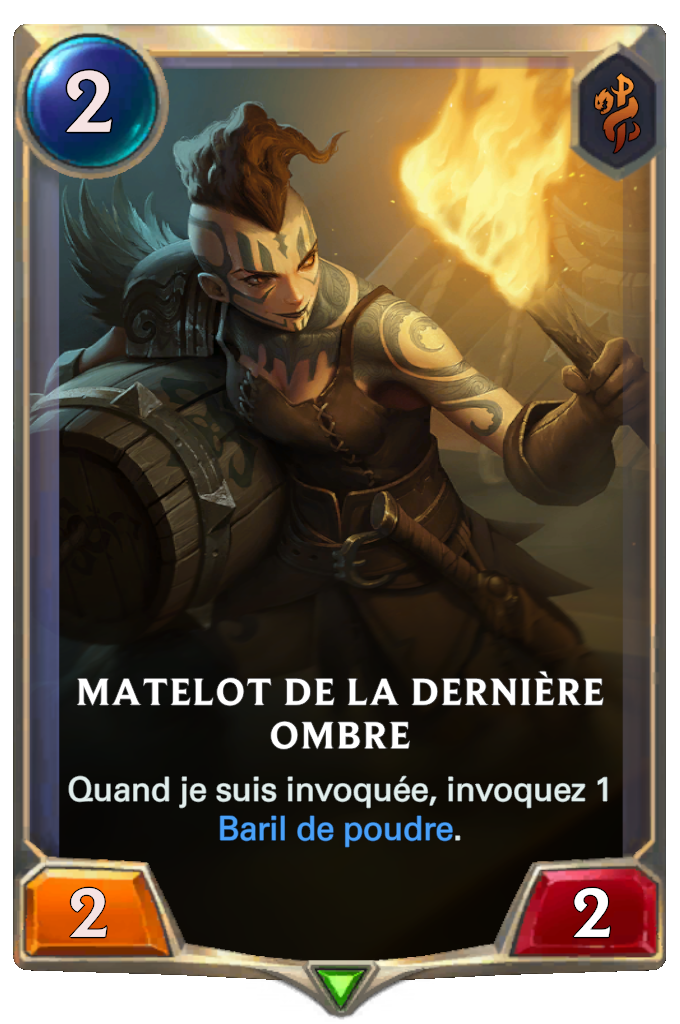 2
MATELOT DE LA DERNIÈRE
OMBRE
Quand je suis invoquée, invoquez 1
Baril de poudre.
2
2